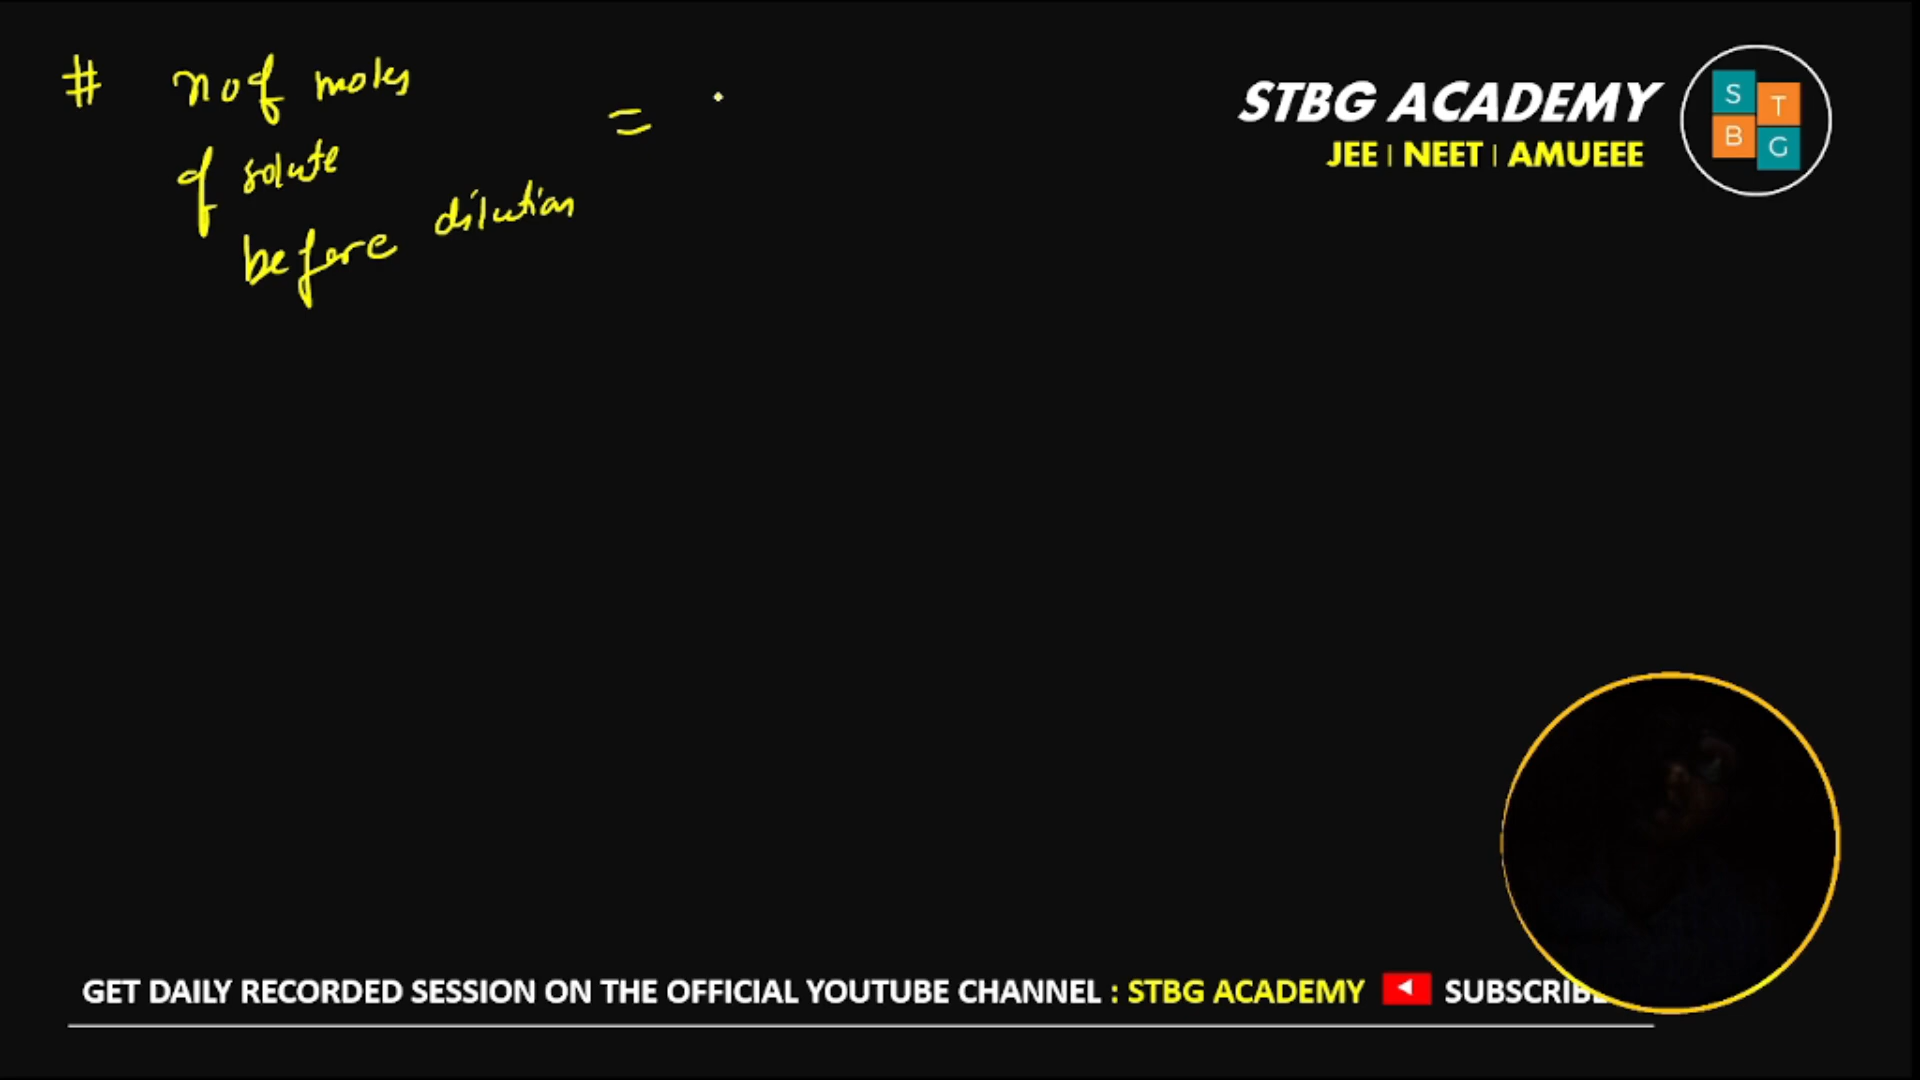 # no of moles
of solute
before dilution
=
STBG ACADEMY
JEE | NEET | AMUEEE
S T
B G
GET DAILY RECORDED SESSION ON THE OFFICIAL YOUTUBE CHANNEL : STBG ACADEMY SUBSCRIBE